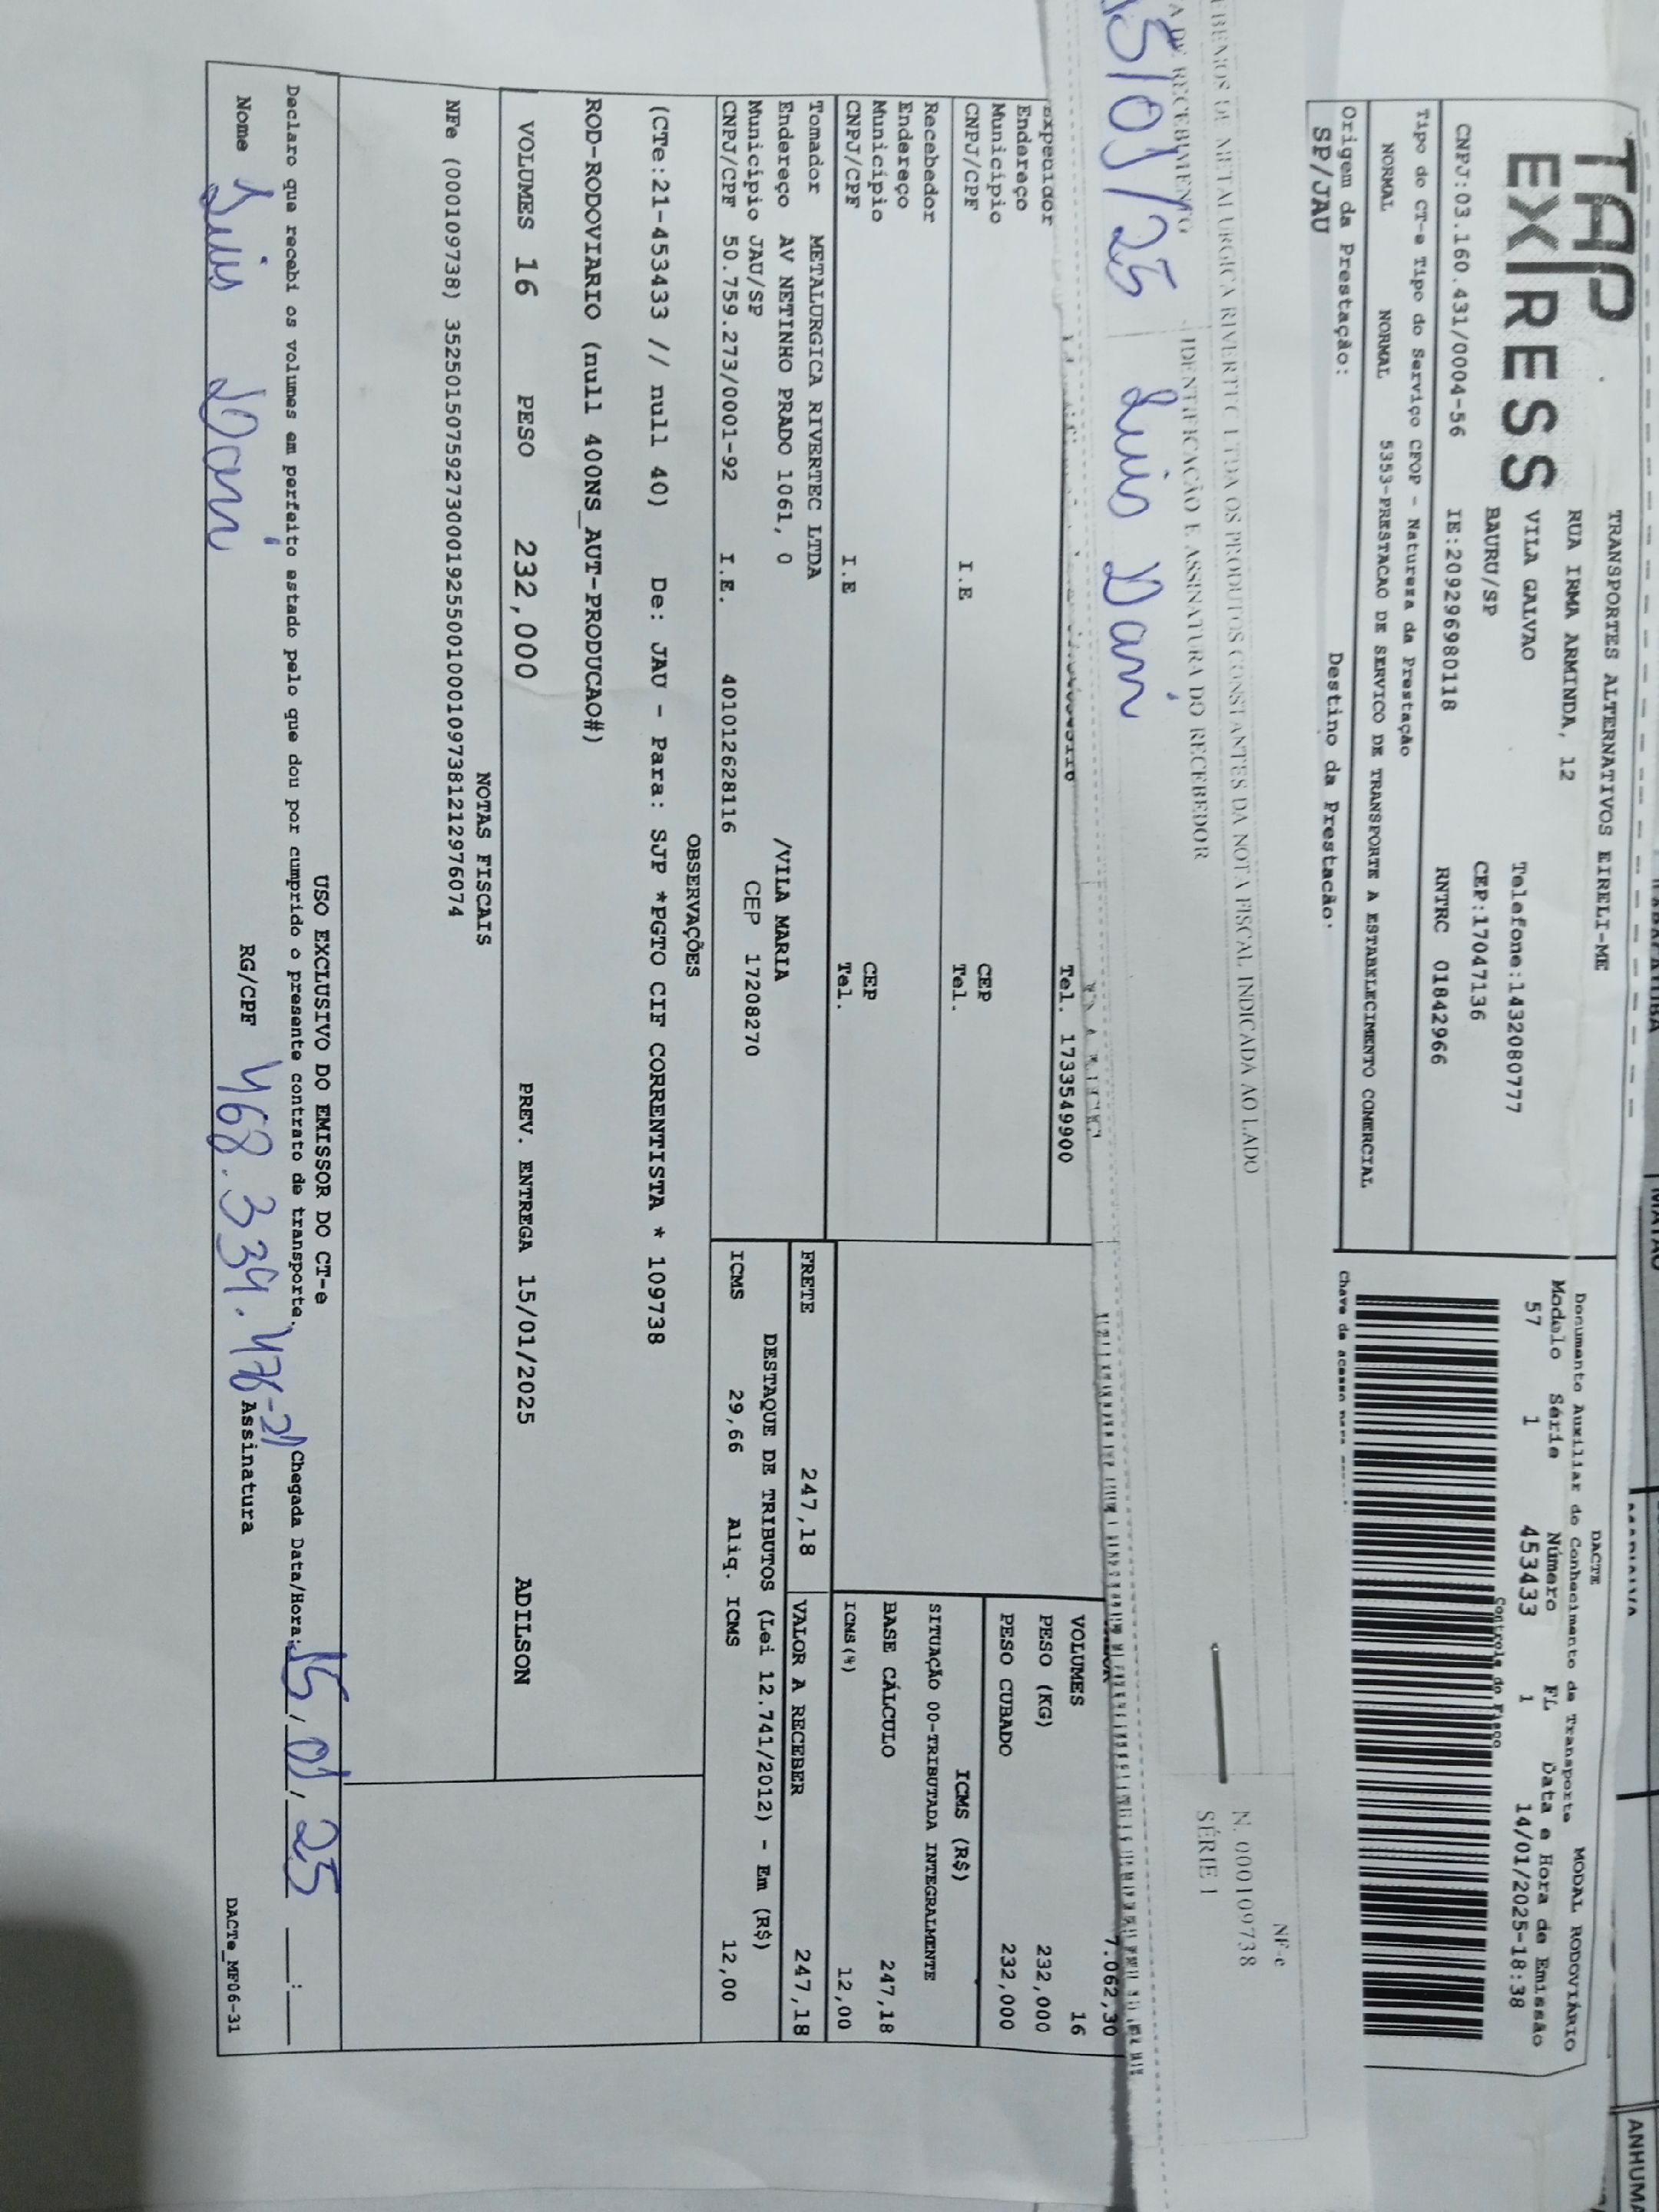 TAP
EXPRESS
TRANSPORTES ALTERNATIVOS EIRELI-ME
RUA IRMA ARMINDA, 12
VILA GALVAO
BAURU/SP
Telefone:1432080777
CEP:17047136
CNPJ:03.160.431/0004-56 IE:209296980118 RNTRC 01842966
Tipo do CT-e Tipo do Serviço CFOP - Natureza da Prestação
NORMAL NORMAL 5353-PRESTACAO DE SERVICO DE TRANSPORTE A ESTABELECIMENTO COMERCIAL
Origem da Prestação: Destino da Prestação:
SP/JAU
DACTE
Documento Auxiliar do Conhecimento de Transporte MODAL RODOVIÁRIO
Modelo Série Número FL Data e Hora de Emissão
57 1 453433 1 14/01/2025-18:38
Controle do Fisco
Chave de acesso
NF-e
N. 000109738
SÉRIE 1
EBEMOS DE METALURGICA RIVERTEC LTDA OS PRODUTOS CONSTANTES DA NOTA FISCAL INDICADA AO LADO
A DE RECEBIMENTO IDENTIFICAÇÃO E ASSINATURA DO RECEBEDOR
15/01/25 Luis Dani
Tel. 1733549900
7.062,30
Expedidor
Endereço
Município CEP
CNPJ/CPF I.E Tel.
Recebedor
Endereço
Município CEP
CNPJ/CPF I.E Tel.
VOLUMES 16
PESO (KG) 232,000
PESO CUBADO 232,000
ICMS (R$)
SITUAÇÃO 00-TRIBUTADA INTEGRALMENTE
BASE CÁLCULO 247,18
ICMS(%) 12,00
Tomador METALURGICA RIVERTEC LTDA
Endereço AV NETINHO PRADO 1061, 0 /VILA MARIA
Município JAU/SP CEP 17208270
CNPJ/CPF 50.759.273/0001-92 I.E. 401012628116
FRETE 247,18 VALOR A RECEBER 247,18
DESTAQUE DE TRIBUTOS (Lei 12.741/2012) - Em (R$)
ICMS 29,66 Aliq. ICMS 12,00
OBSERVAÇÕES
(CTe:21-453433 // null 40) De: JAU - Para: SJP *PGTO CIF CORRENTISTA * 109738
ROD-RODOVIARIO (null 400NS_AUT-PRODUCAO#)
VOLUMES 16 PESO 232,000 PREV. ENTREGA 15/01/2025 ADILSON
NOTAS FISCAIS
NFe (000109738) 35250150759273000192550010001097381212976074
USO EXCLUSIVO DO EMISSOR DO CT-e
Declaro que recebi os volumes em perfeito estado pelo que dou por cumprido o presente contrato de transporte. Chegada Data/Hora: 15/01/25 :
Nome Luis Dani RG/CPF 468.339.476-21 Assinatura
DACTe_MF06-31
ANHUMA